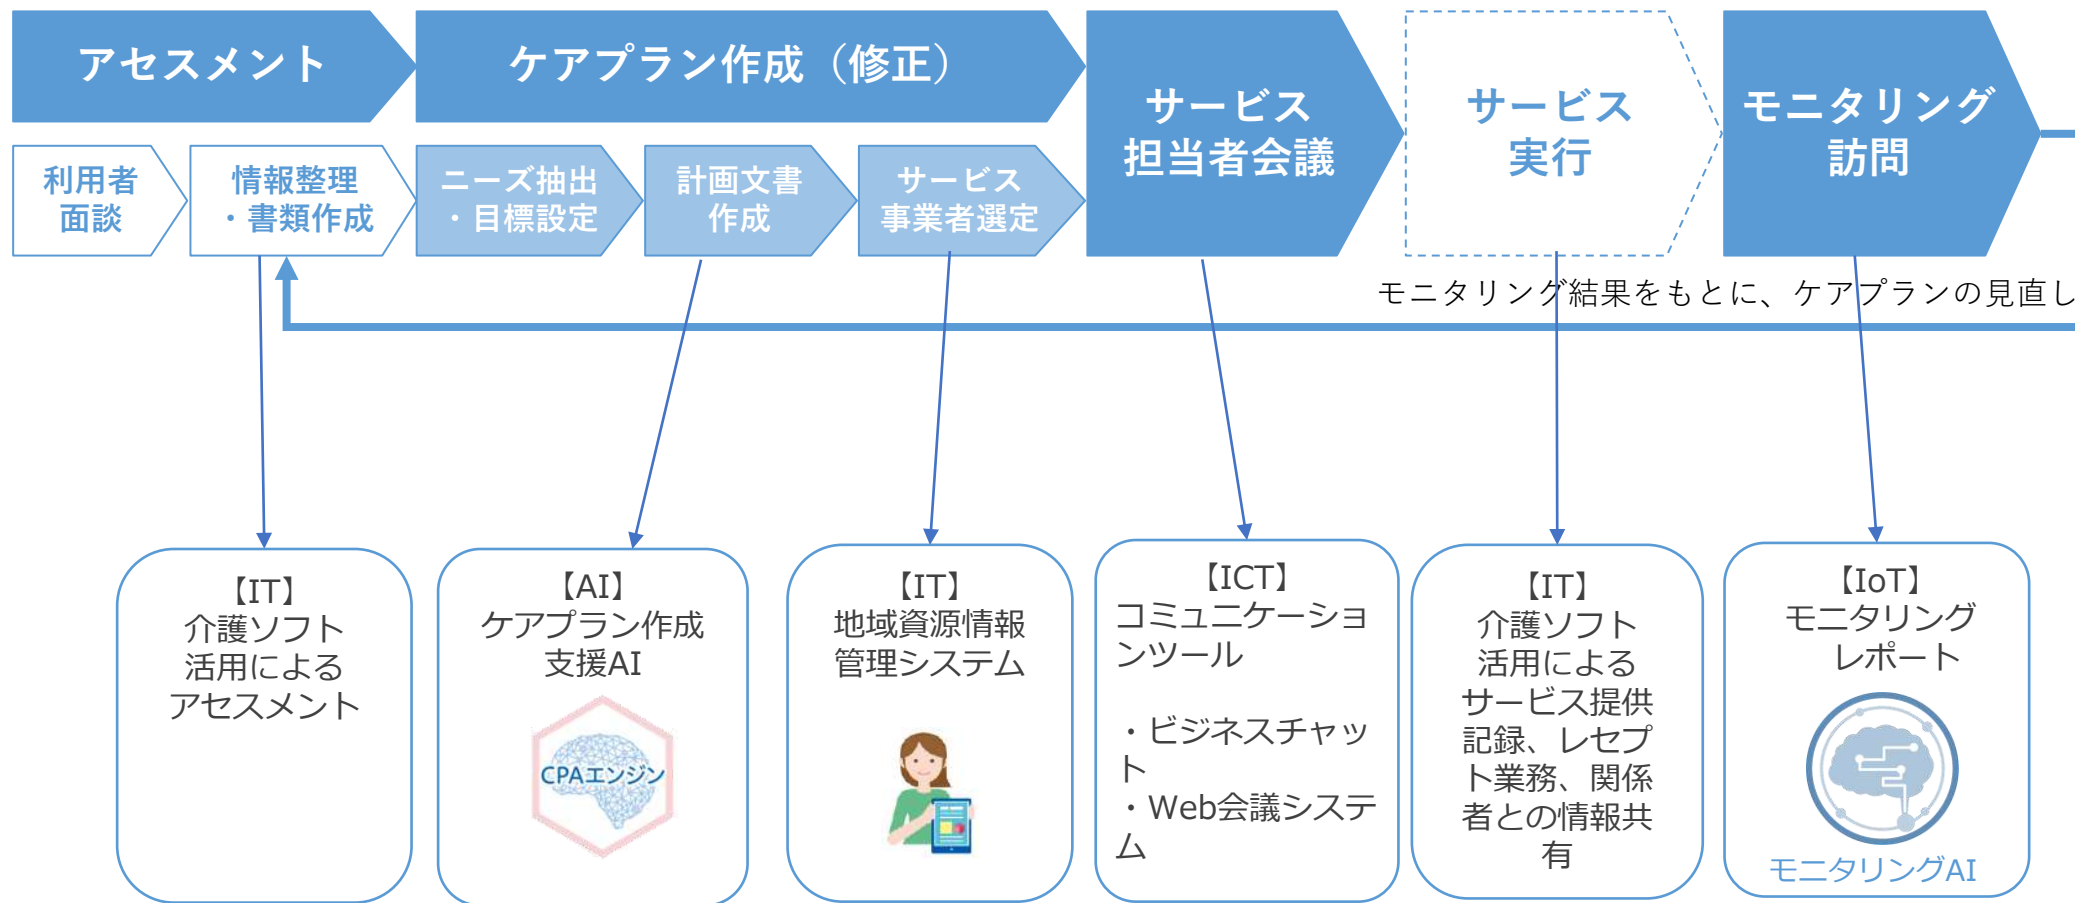 アセスメント
ケアプラン作成（修正）
サービス
担当者会議
サービス
実行
モニタリング
訪問
利用者
面談
情報整理
・書類作成
ニーズ抽出
・目標設定
計画文書
作成
サービス
事業者選定
モニタリング結果をもとに、ケアプランの見直し
【IT】
介護ソフト
活用による
アセスメント
【AI】
ケアプラン作成
支援AI
CPAエンジン
【IT】
地域資源情報
管理システム
【ICT】
コミュニケーショ
ンツール
・ビジネスチャッ
ト
・Web会議システ
ム
【IT】
介護ソフト
活用による
サービス提供
記録、レセプ
ト業務、関係
者との情報共
有
【IoT】
モニタリング
レポート
モニタリングAI